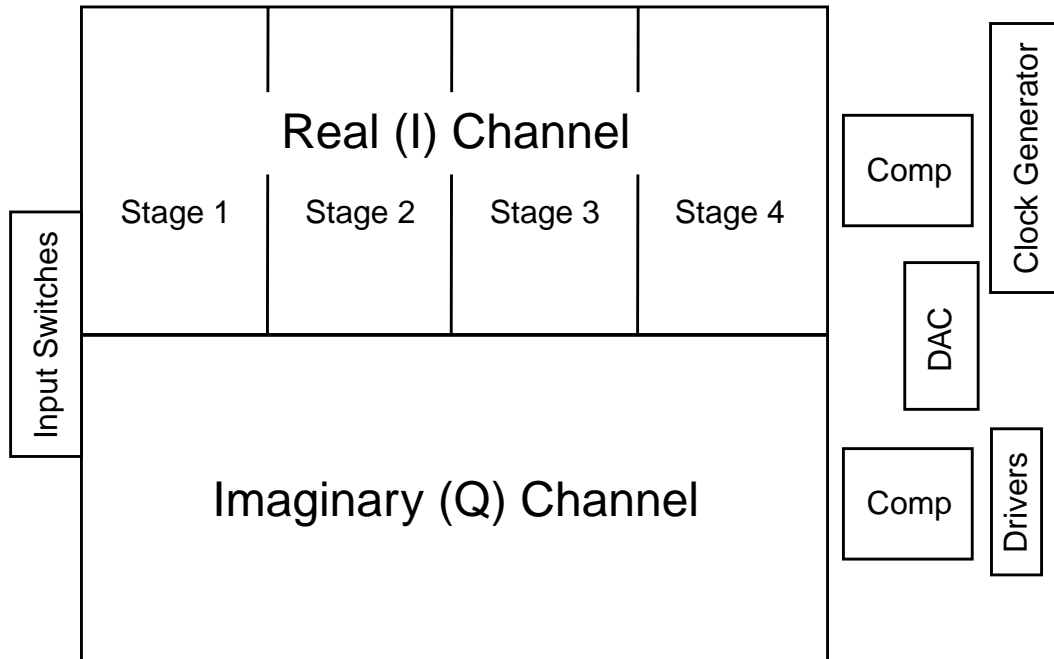 Real (I) Channel
Stage 1
Stage 2
Stage 3
Stage 4
Input Switches
Imaginary (Q) Channel
Comp
Clock Generator
DAC
Comp
Drivers